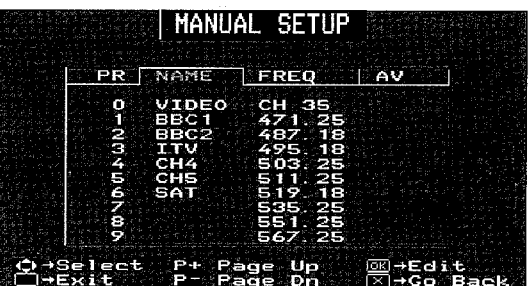 MANUAL SETUP
PR NAME FREQ AV
0 VIDEO CH 35
1 BBC1 471.25
2 BBC2 487.18
3 ITV 495.18
4 CH4 503.25
5 CH5 511.25
6 SAT 519.18
7 535.25
8 551.25
9 567.25
→Select P+ Page Up OK→Edit
→Exit P- Page Dn X→Go Back